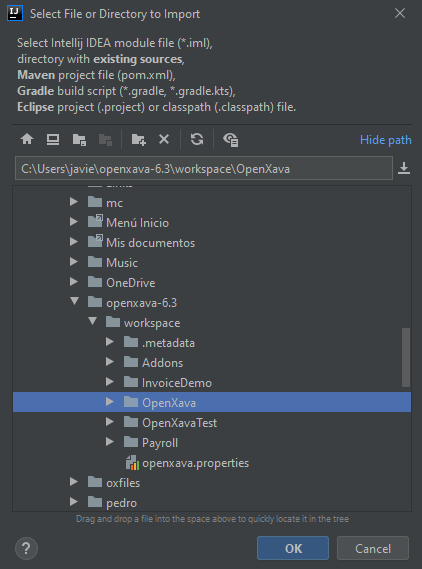 Select File or Directory to Import
Select Intellij IDEA module file (*.iml),
directory with existing sources,
Maven project file (pom.xml),
Gradle build script (*.gradle, *.gradle.kts),
Eclipse project (.project) or classpath (.classpath) file.
Hide path
C:\Users\javie\openxava-6.3\workspace\OpenXava
mc
Menú Inicio
Mis documentos
Music
OneDrive
openxava-6.3
workspace
.metadata
Addons
InvoiceDemo
OpenXava
OpenXavaTest
Payroll
openxava.properties
oxfiles
pedro
Drag and drop a file into the space above to quickly locate it in the tree
?
OK
Cancel